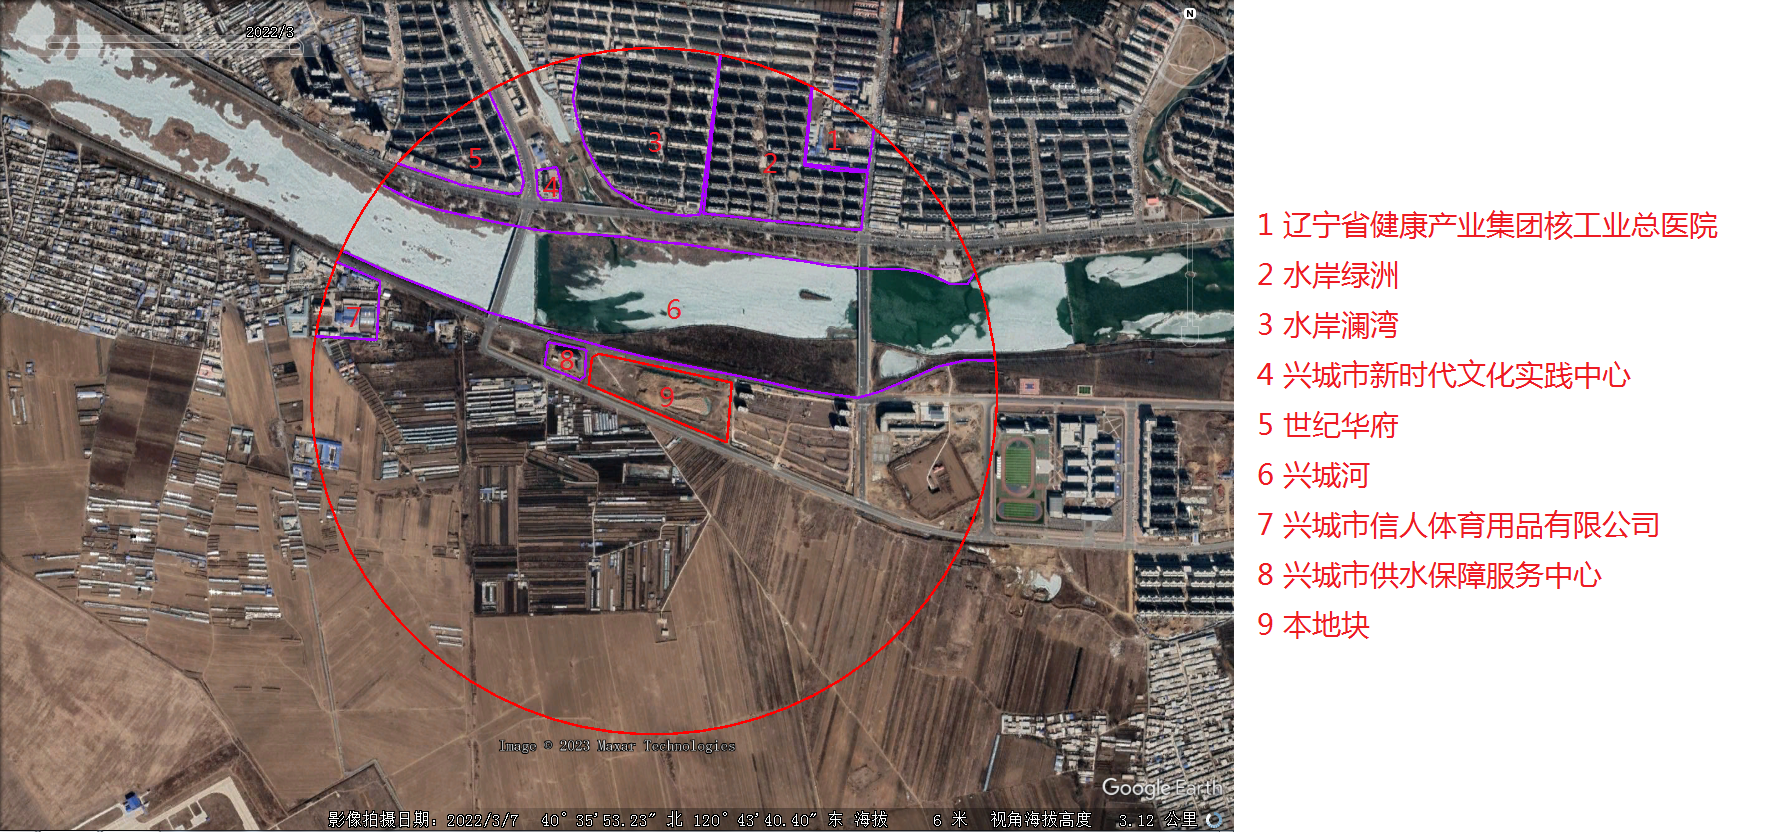 2022/3
N
5
3
2
1
4
6
7
8
9
1 辽宁省健康产业集团核工业总医院
2 水岸绿洲
3 水岸澜湾
4 兴城市新时代文化实践中心
5 世纪华府
6 兴城河
7 兴城市信人体育用品有限公司
8 兴城市供水保障服务中心
9 本地块
Image © 2023 Maxar Technologies
Google Earth
影像拍摄日期: 2022/3/7 40° 35'53.23" 北 120° 43'40.40" 东 海拔 6 米 视角海拔高度 3.12 公里